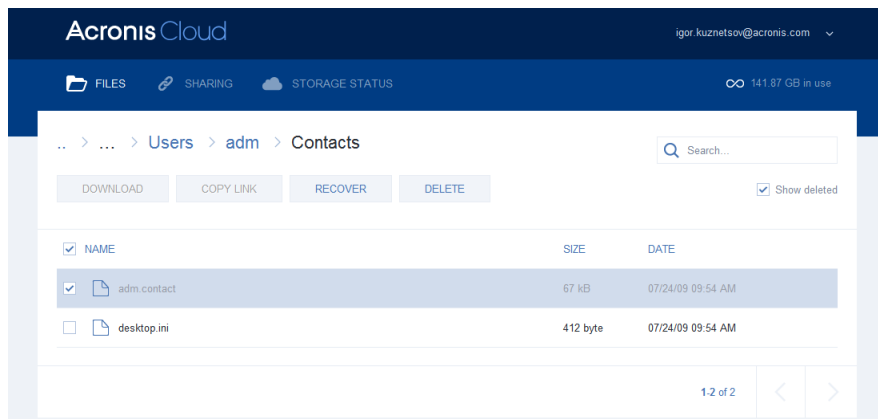 Acronis Cloud
igor.kuznetsov@acronis.com
FILES SHARING STORAGE STATUS 141.87 GB in use
.. > ... > Users > adm > Contacts
Search...
DOWNLOAD COPY LINK RECOVER DELETE Show deleted
NAME SIZE DATE
adm.contact 67 kB 07/24/09 09:54 AM
desktop.ini 412 byte 07/24/09 09:54 AM
1-2 of 2